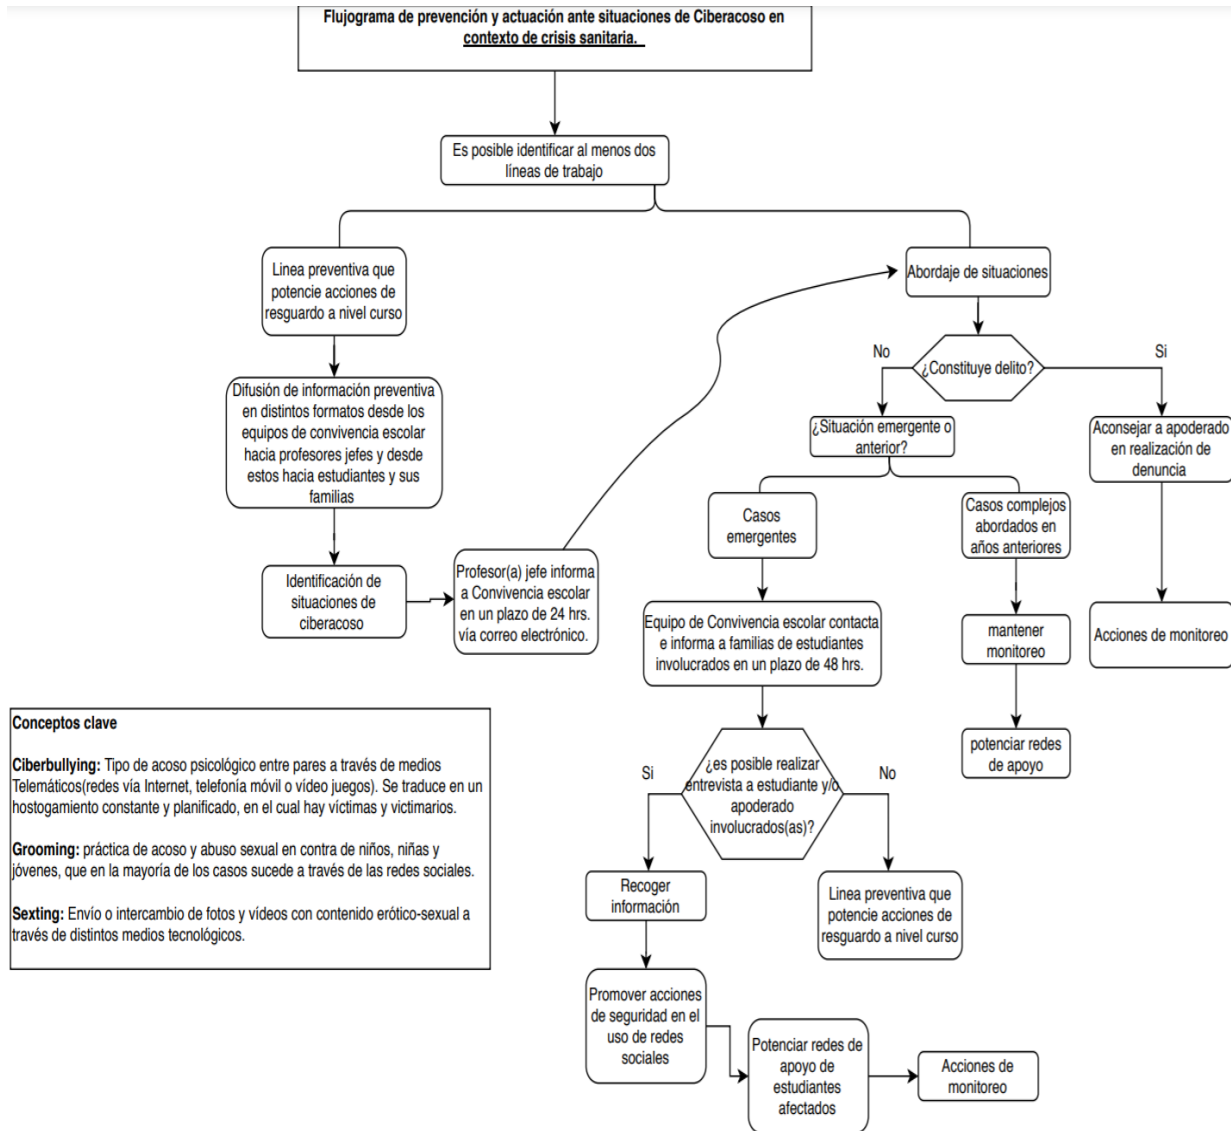 Flujograma de prevención y actuación ante situaciones de Ciberacoso en
contexto de crisis sanitaria.
Es posible identificar al menos dos
líneas de trabajo
Linea preventiva que
potencie acciones de
resguardo a nivel curso
Difusión de información preventiva
en distintos formatos desde los
equipos de convivencia escolar
hacia profesores jefes y desde
estos hacia estudiantes y sus
familias
Identificación de
situaciones de
ciberacoso
Profesor(a) jefe informa
a Convivencia escolar
en un plazo de 24 hrs.
vía correo electrónico.
Abordaje de situaciones
¿Constituye delito?
No
Si
¿Situación emergente o
anterior?
Aconsejar a apoderado
en realización de
denuncia
Casos
emergentes
Casos complejos
abordados en
años anteriores
Equipo de Convivencia escolar contacta
e informa a familias de estudiantes
involucrados en un plazo de 48 hrs.
mantener
monitoreo
Acciones de monitoreo
potenciar redes
de apoyo
¿es posible realizar
entrevista a estudiante y/o
apoderado
involucrados(as)?
Si
No
Recoger
información
Linea preventiva que
potencie acciones de
resguardo a nivel curso
Promover acciones
de seguridad en el
uso de redes
sociales
Potenciar redes de
apoyo de
estudiantes
afectados
Acciones de
monitoreo
Conceptos clave
Ciberbullying: Tipo de acoso psicológico entre pares a través de medios
Telemáticos(redes vía Internet, telefonía móvil o vídeo juegos). Se traduce en un
hostogamiento constante y planificado, en el cual hay víctimas y victimarios.
Grooming: práctica de acoso y abuso sexual en contra de niños, niñas y
jóvenes, que en la mayoría de los casos sucede a través de las redes sociales.
Sexting: Envío o intercambio de fotos y vídeos con contenido erótico-sexual a
través de distintos medios tecnológicos.